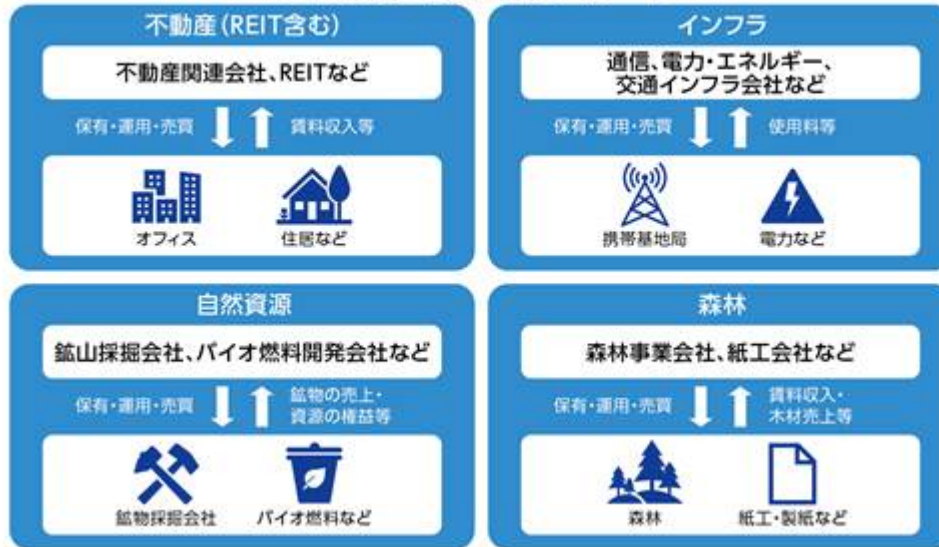 不動産(REIT含む)
不動産関連会社、REITなど
保有・運用・売買
賃料収入等
オフィス
住居など
インフラ
通信、電力・エネルギー、
交通インフラ会社など
保有・運用・売買
使用料等
携帯基地局
電力など
自然資源
鉱山採掘会社、バイオ燃料開発会社など
保有・運用・売買
鉱物の売上・
資源の権益等
鉱物採掘会社
バイオ燃料など
森林
森林事業会社、紙工会社など
保有・運用・売買
賃料収入・
木材売上等
森林
紙工・製紙など